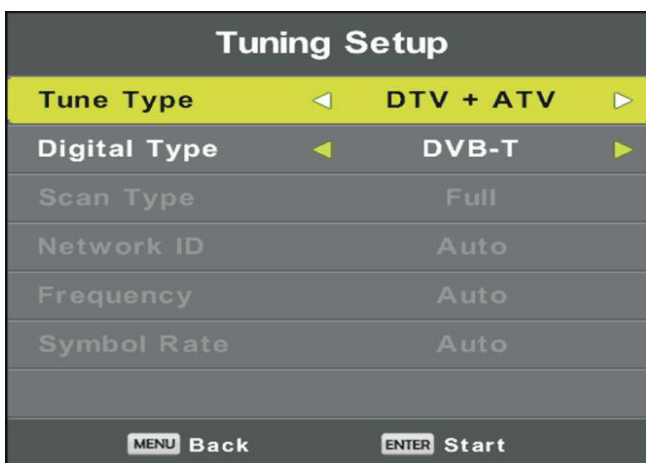 Tuning Setup
Tune Type DTV + ATV
Digital Type DVB-T
Scan Type Full
Network ID Auto
Frequency Auto
Symbol Rate Auto
MENU Back ENTER Start